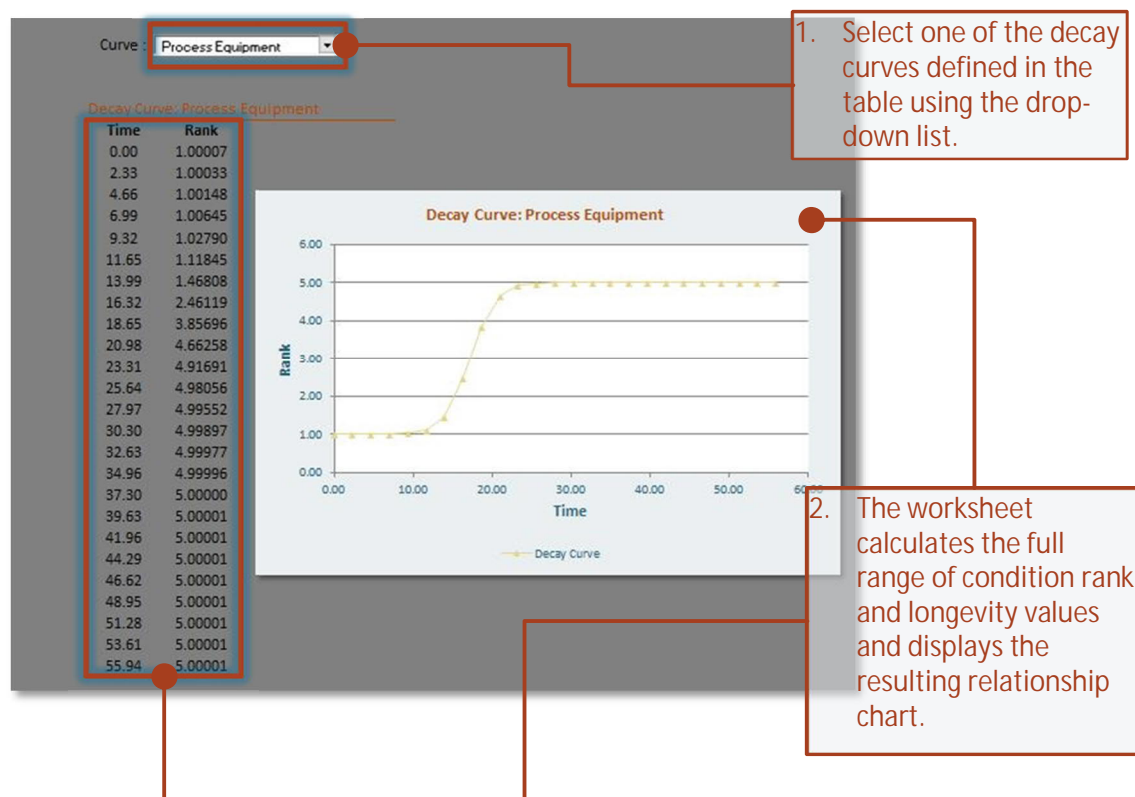 Curve : Process Equipment
1. Select one of the decay
curves defined in the
table using the drop-
down list.
Decay Curve: Process Equipment
Time Rank
0.00 1.00007
2.33 1.00033
4.66 1.00148
6.99 1.00645
9.32 1.02790
11.65 1.11845
13.99 1.46808
16.32 2.46119
18.65 3.85696
20.98 4.66258
23.31 4.91691
25.64 4.98056
27.97 4.99552
30.30 4.99897
32.63 4.99977
34.96 4.99996
37.30 5.00000
39.63 5.00001
41.96 5.00001
44.29 5.00001
46.62 5.00001
48.95 5.00001
51.28 5.00001
53.61 5.00001
55.94 5.00001
Decay Curve: Process Equipment
6.00
5.00
4.00
3.00
2.00
1.00
0.00
Rank
0.00 10.00 20.00 30.00 40.00 50.00 60.00
Time
Decay Curve
2. The worksheet
calculates the full
range of condition rank
and longevity values
and displays the
resulting relationship
chart.